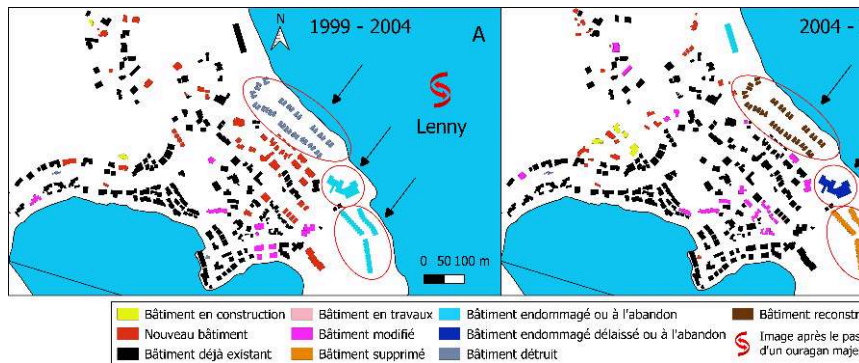 N
1999 - 2004
A
2004 -
Lenny
0 50 100 m
Bâtiment en construction
Bâtiment en travaux
Bâtiment endommagé ou à l'abandon
Bâtiment reconstr
Nouveau bâtiment
Bâtiment modifié
Bâtiment endommagé délaissé ou à l'abandon
Image après le pas
Bâtiment déjà existant
Bâtiment supprimé
Bâtiment détruit
d'un ouragan maje